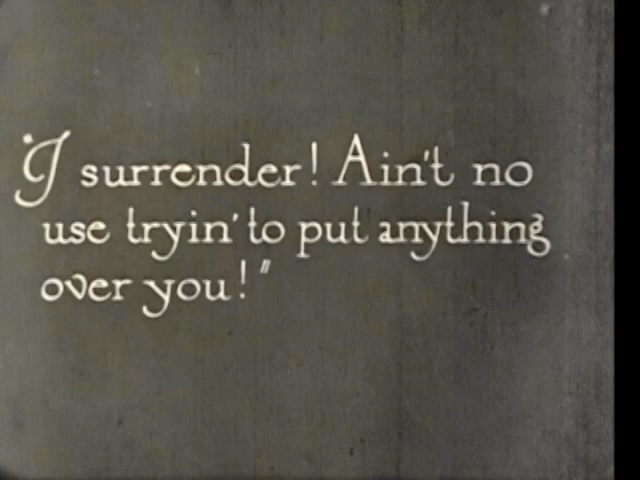 "I surrender! Ain't no
use tryin' to put anything
over you!"